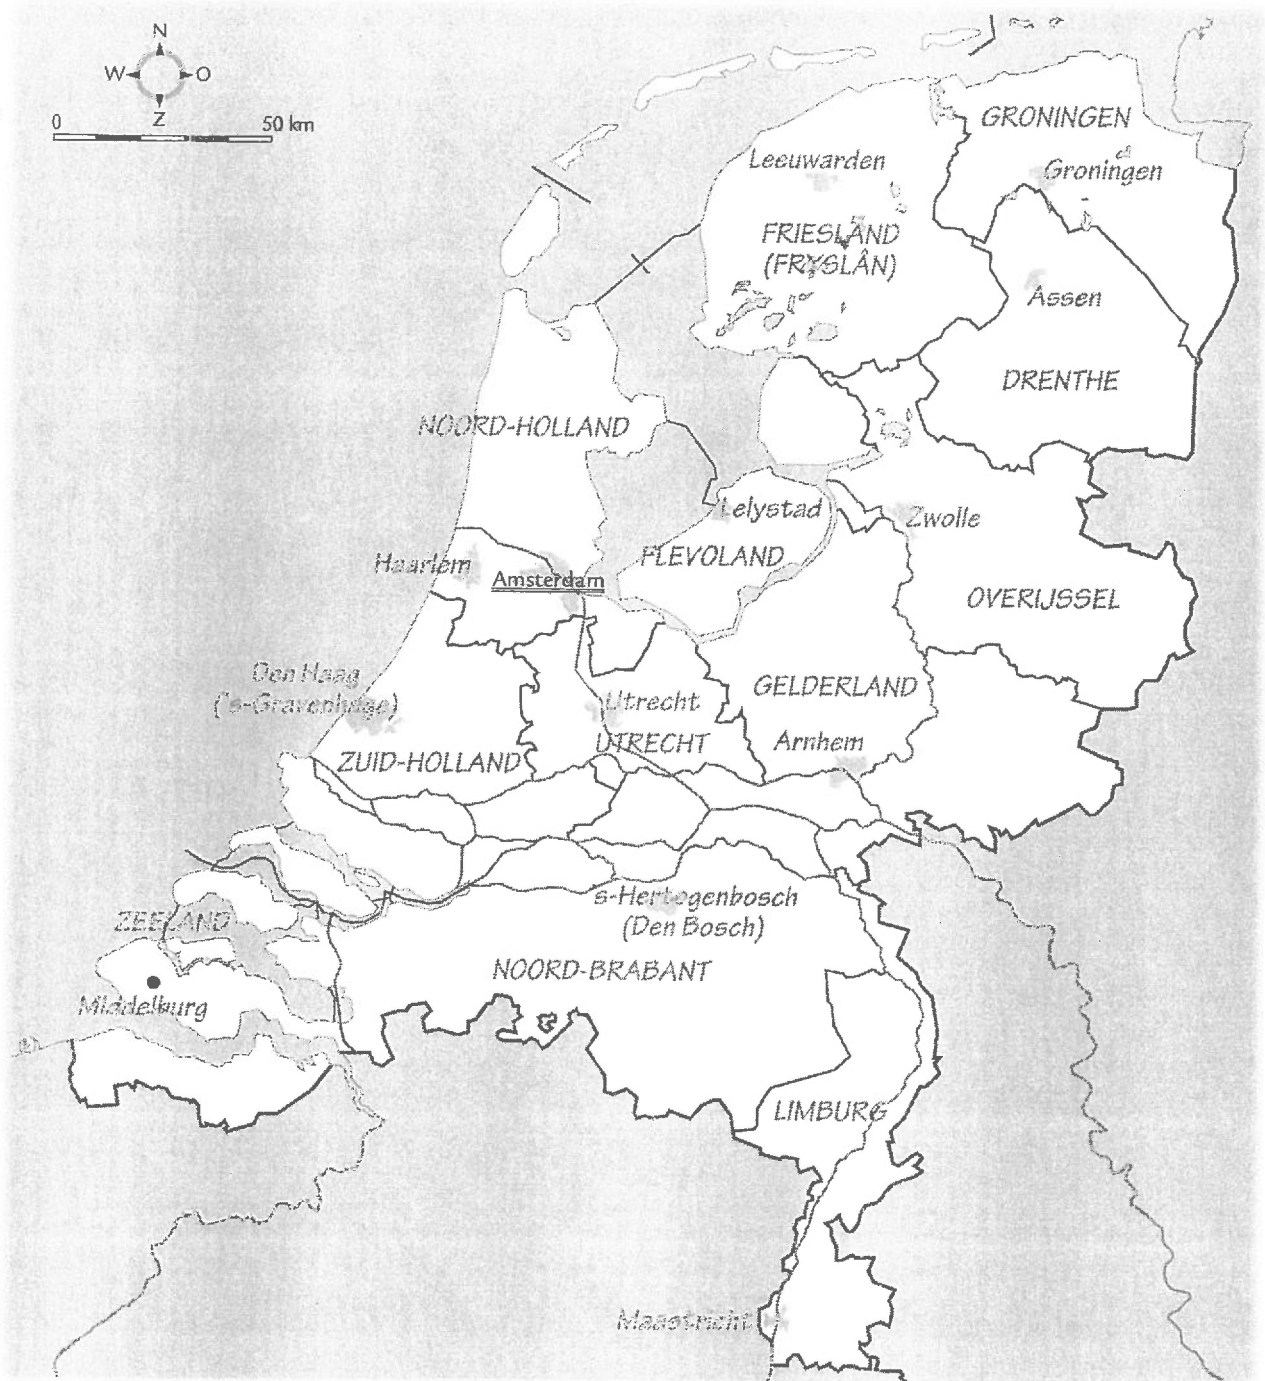 N
W O
Z
0 50 km
GRONINGEN
Groningen
Leeuwarden
FRIESLAND
(FRYSLÂN)
Assen
DRENTHE
NOORD-HOLLAND
Lelystad
Zwolle
FLEVOLAND
Haarlem
Amsterdam
OVERIJSSEL
Den Haag
('s-Gravenhage)
GELDERLAND
Utrecht
UTRECHT
Arnhem
ZUID-HOLLAND
s-Hertogenbosch
(Den Bosch)
ZEELAND
NOORD-BRABANT
Middelburg
LIMBURG
Maastricht